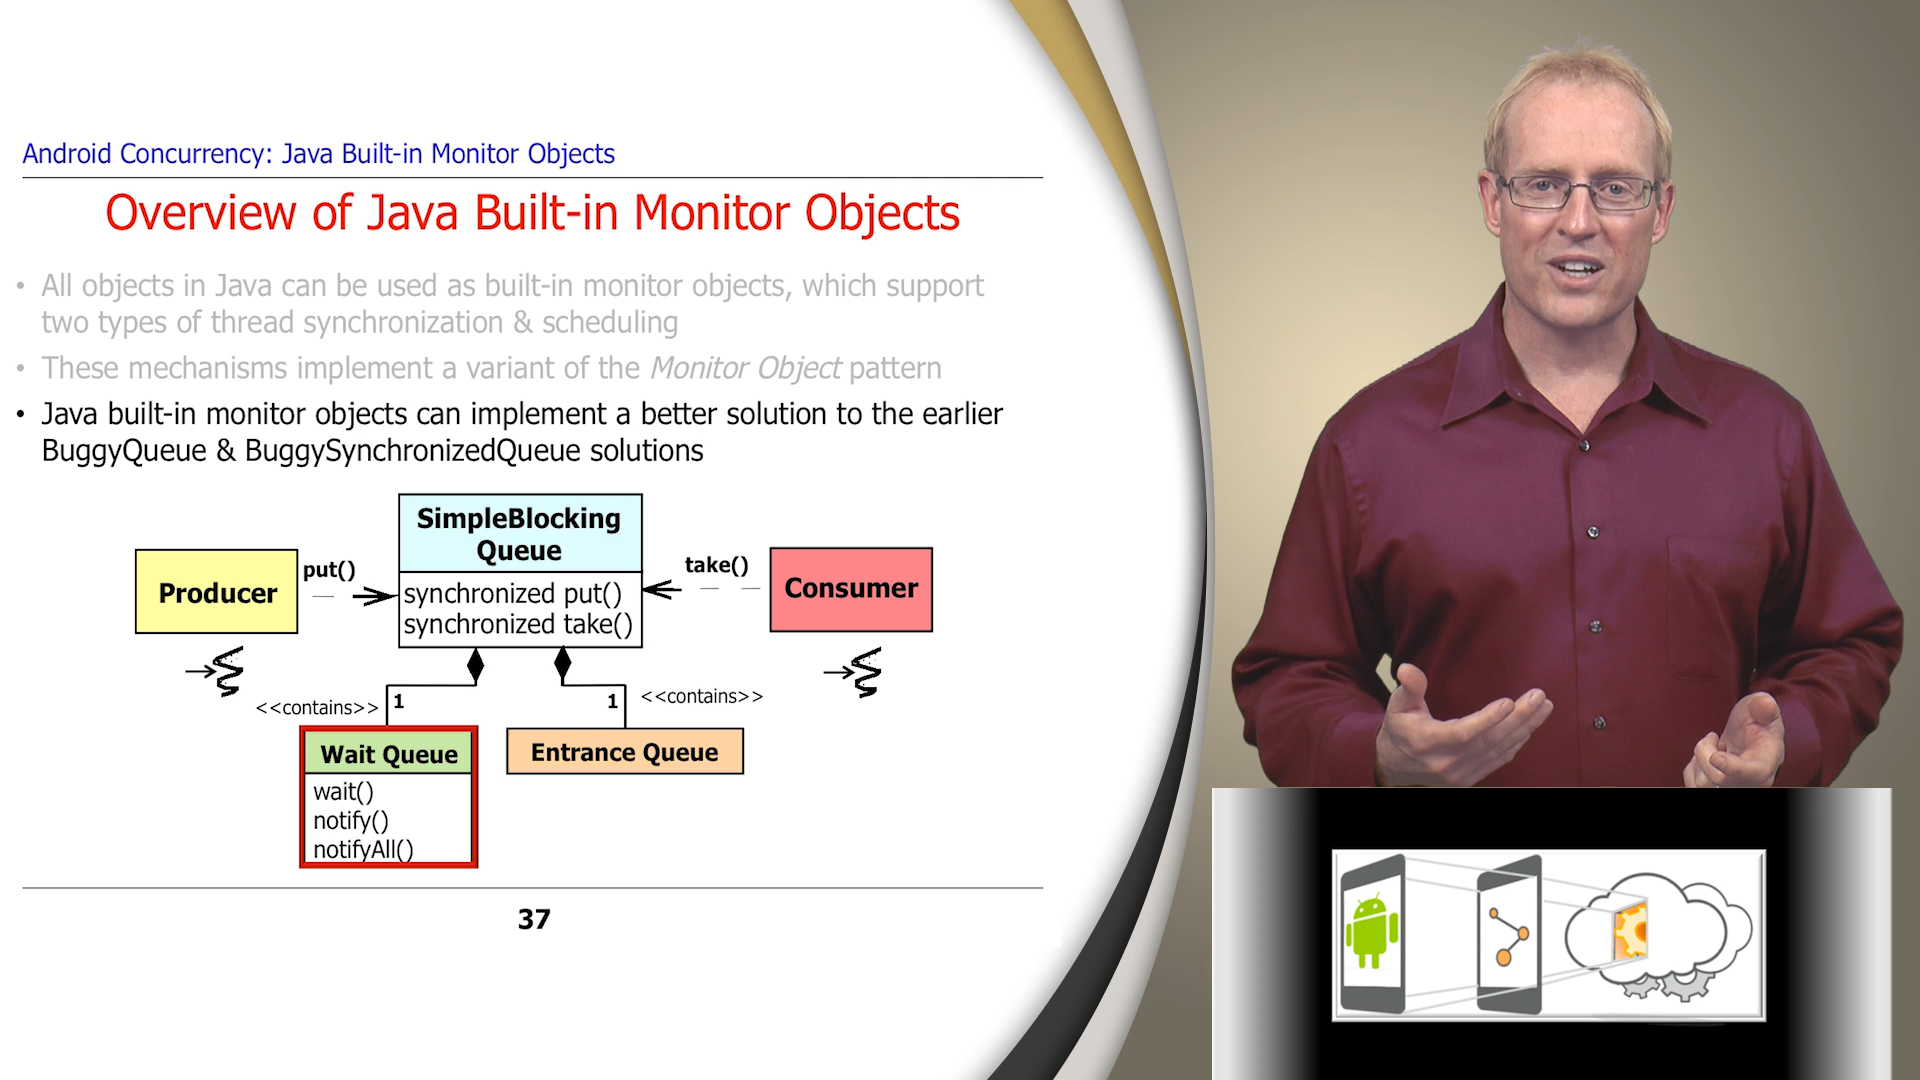 Android Concurrency: Java Built-in Monitor Objects
Overview of Java Built-in Monitor Objects
• All objects in Java can be used as built-in monitor objects, which support
two types of thread synchronization & scheduling
• These mechanisms implement a variant of the Monitor Object pattern
• Java built-in monitor objects can implement a better solution to the earlier
BuggyQueue & BuggySynchronizedQueue solutions
SimpleBlocking
Queue
synchronized put()
synchronized take()
Producer
put()
take()
Consumer
<<contains>>
1
1
<<contains>>
Wait Queue
wait()
notify()
notifyAll()
Entrance Queue
37